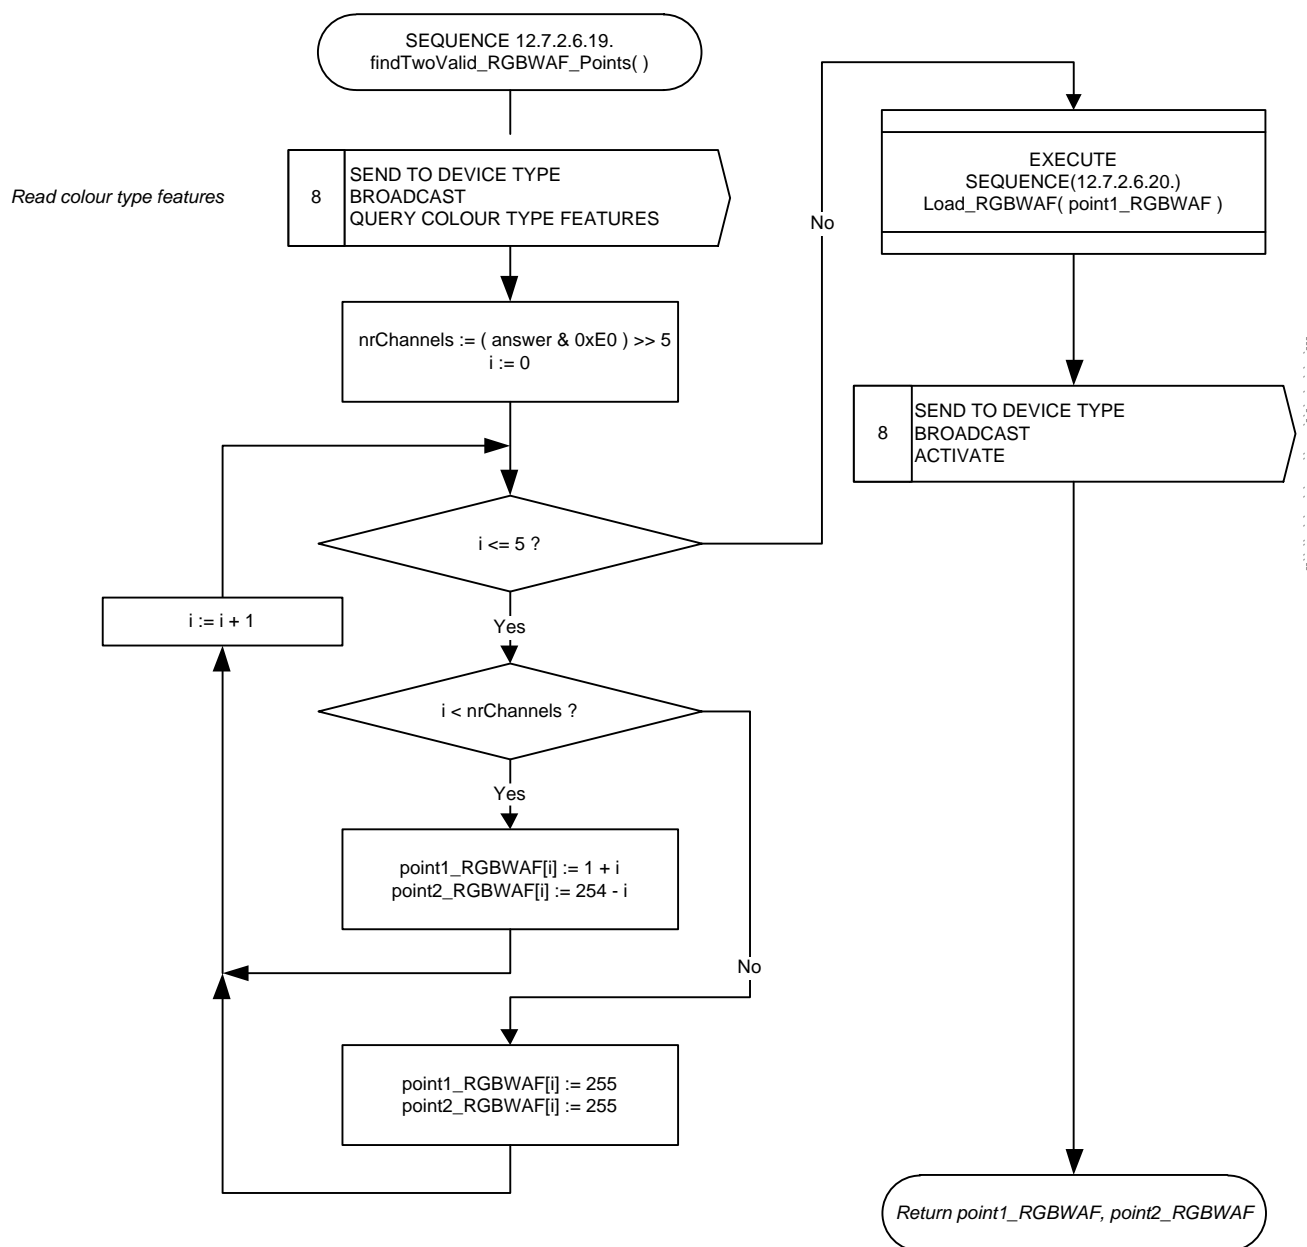 SEQUENCE 12.7.2.6.19.
findTwoValid_RGBWAF_Points( )
Read colour type features
8
SEND TO DEVICE TYPE
BROADCAST
QUERY COLOUR TYPE FEATURES
nrChannels := ( answer & 0xE0 ) >> 5
i := 0
i <= 5 ?
No
Yes
i := i + 1
i < nrChannels ?
Yes
No
point1_RGBWAF[i] := 1 + i
point2_RGBWAF[i] := 254 - i
point1_RGBWAF[i] := 255
point2_RGBWAF[i] := 255
EXECUTE
SEQUENCE(12.7.2.6.20.)
Load_RGBWAF( point1_RGBWAF )
8
SEND TO DEVICE TYPE
BROADCAST
ACTIVATE
Return point1_RGBWAF, point2_RGBWAF